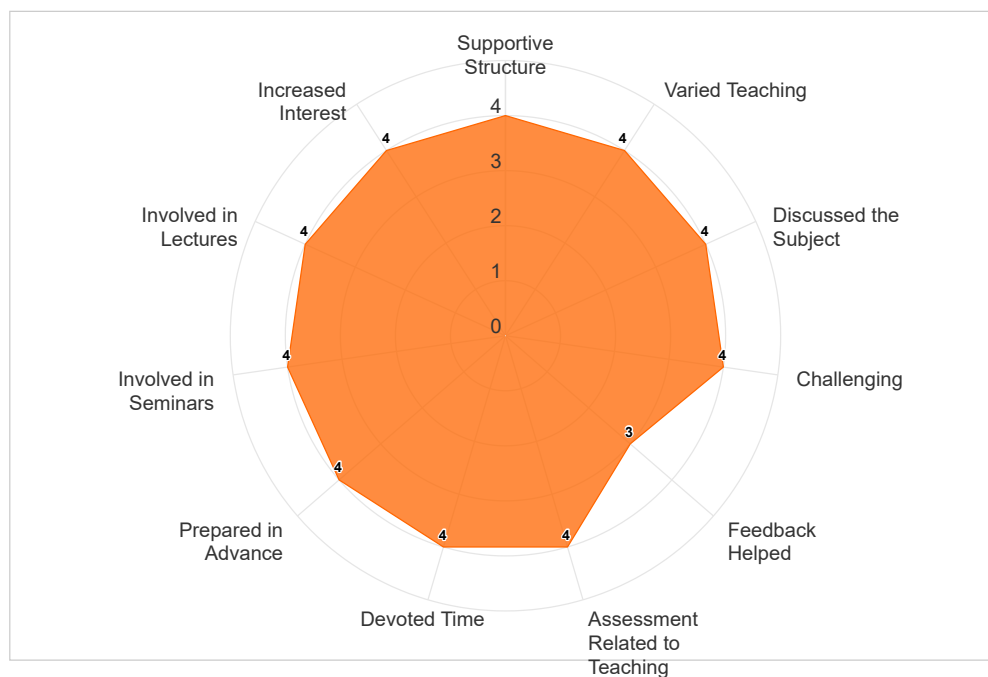 Supportive
Structure
Increased
Interest
Varied Teaching
4
4
4
3
Involved in
Lectures
Discussed the
Subject
4
4
2
1
0
4
4
Involved in
Seminars
Challenging
3
4
Prepared in
Advance
Feedback
Helped
4
4
Devoted Time
Assessment
Related to
Teaching